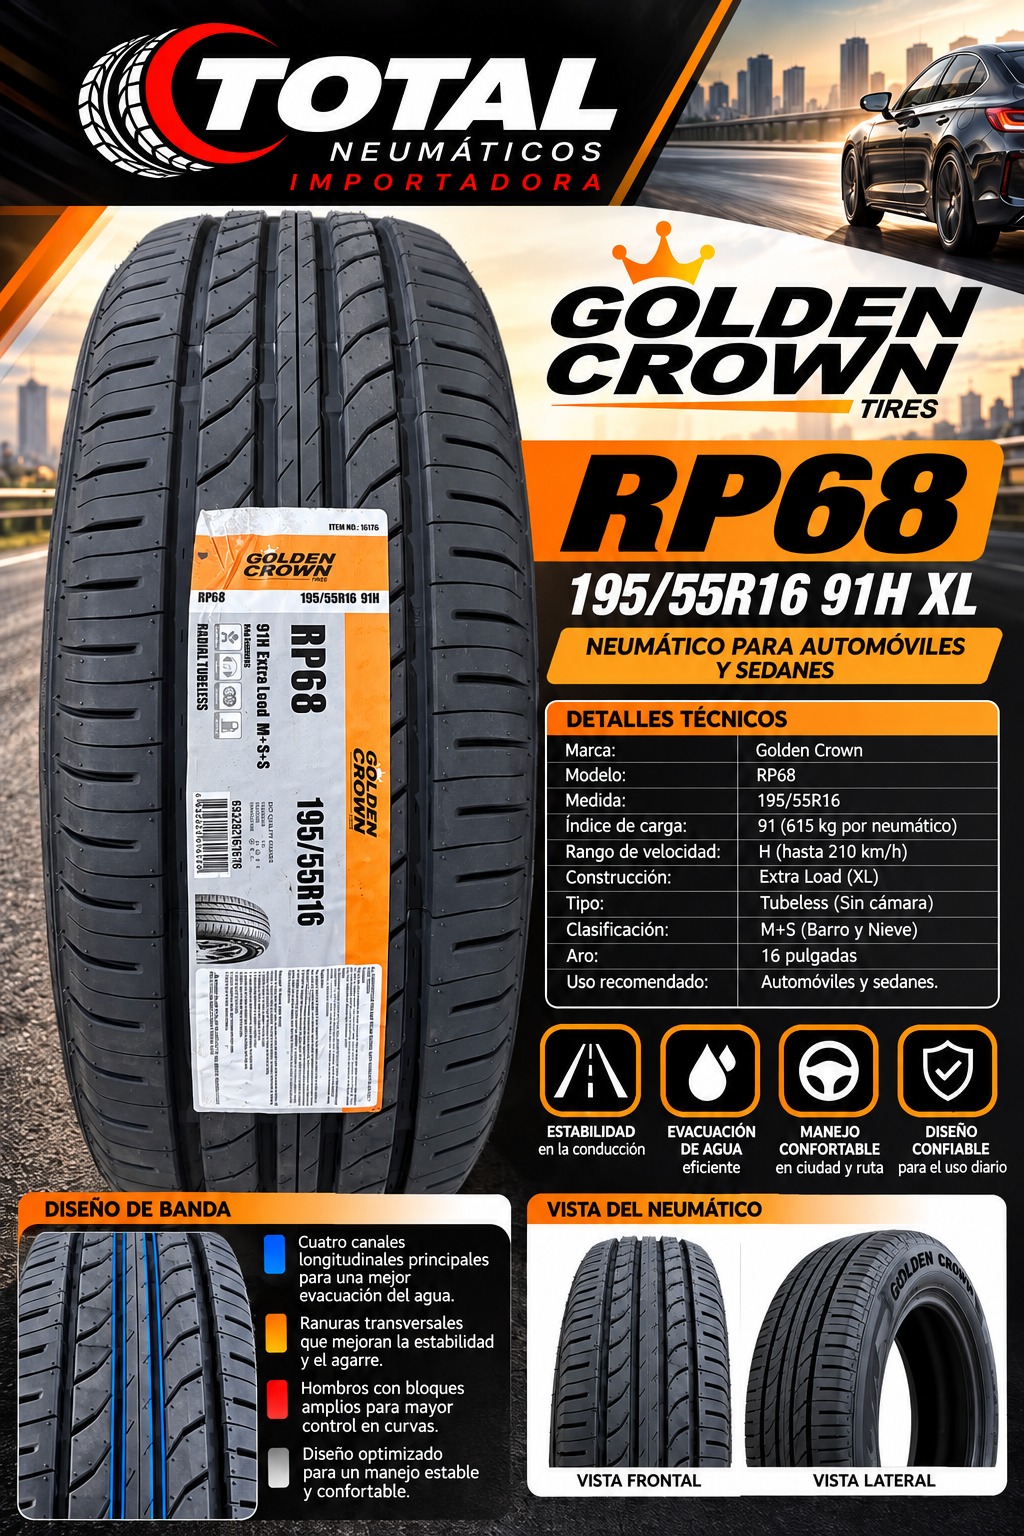 TOTAL
NEUMÁTICOS
IMPORTADORA
GOLDEN
CROWN
TIRES
RP68
195/55R16 91H XL
NEUMÁTICO PARA AUTOMÓVILES
Y SEDANES
ITEM NO.: 16176
GOLDEN
CROWN
TIRES
RP68 195/55R16 91H
RP68 195/55R16
91H Extra Load M+S+S
RADIAL TUBELESS
GOLDEN
CROWN
DETALLES TÉCNICOS
Marca: Golden Crown
Modelo: RP68
Medida: 195/55R16
Índice de carga: 91 (615 kg por neumático)
Rango de velocidad: H (hasta 210 km/h)
Construcción: Extra Load (XL)
Tipo: Tubeless (Sin cámara)
Clasificación: M+S (Barro y Nieve)
Aro: 16 pulgadas
Uso recomendado: Automóviles y sedanes.
ESTABILIDAD
en la conducción
EVACUACIÓN
DE AGUA
eficiente
MANEJO
CONFORTABLE
en ciudad y ruta
DISEÑO
CONFIABLE
para el uso diario
DISEÑO DE BANDA
Cuatro canales
longitudinales principales
para una mejor
evacuación del agua.
Ranuras transversales
que mejoran la estabilidad
y el agarre.
Hombros con bloques
amplios para mayor
control en curvas.
Diseño optimizado
para un manejo estable
y confortable.
VISTA DEL NEUMÁTICO
GOLDEN CROWN
VISTA FRONTAL
VISTA LATERAL